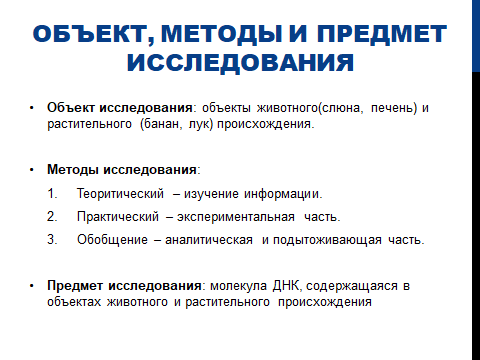 ОБЪЕКТ, МЕТОДЫ И ПРЕДМЕТ
ИССЛЕДОВАНИЯ
• Объект исследования: объекты животного(слюна, печень) и
растительного (банан, лук) происхождения.
• Методы исследования:
1. Теоритический – изучение информации.
2. Практический – экспериментальная часть.
3. Обобщение – аналитическая и подытоживающая часть.
• Предмет исследования: молекула ДНК, содержащаяся в
объектах животного и растительного происхождения